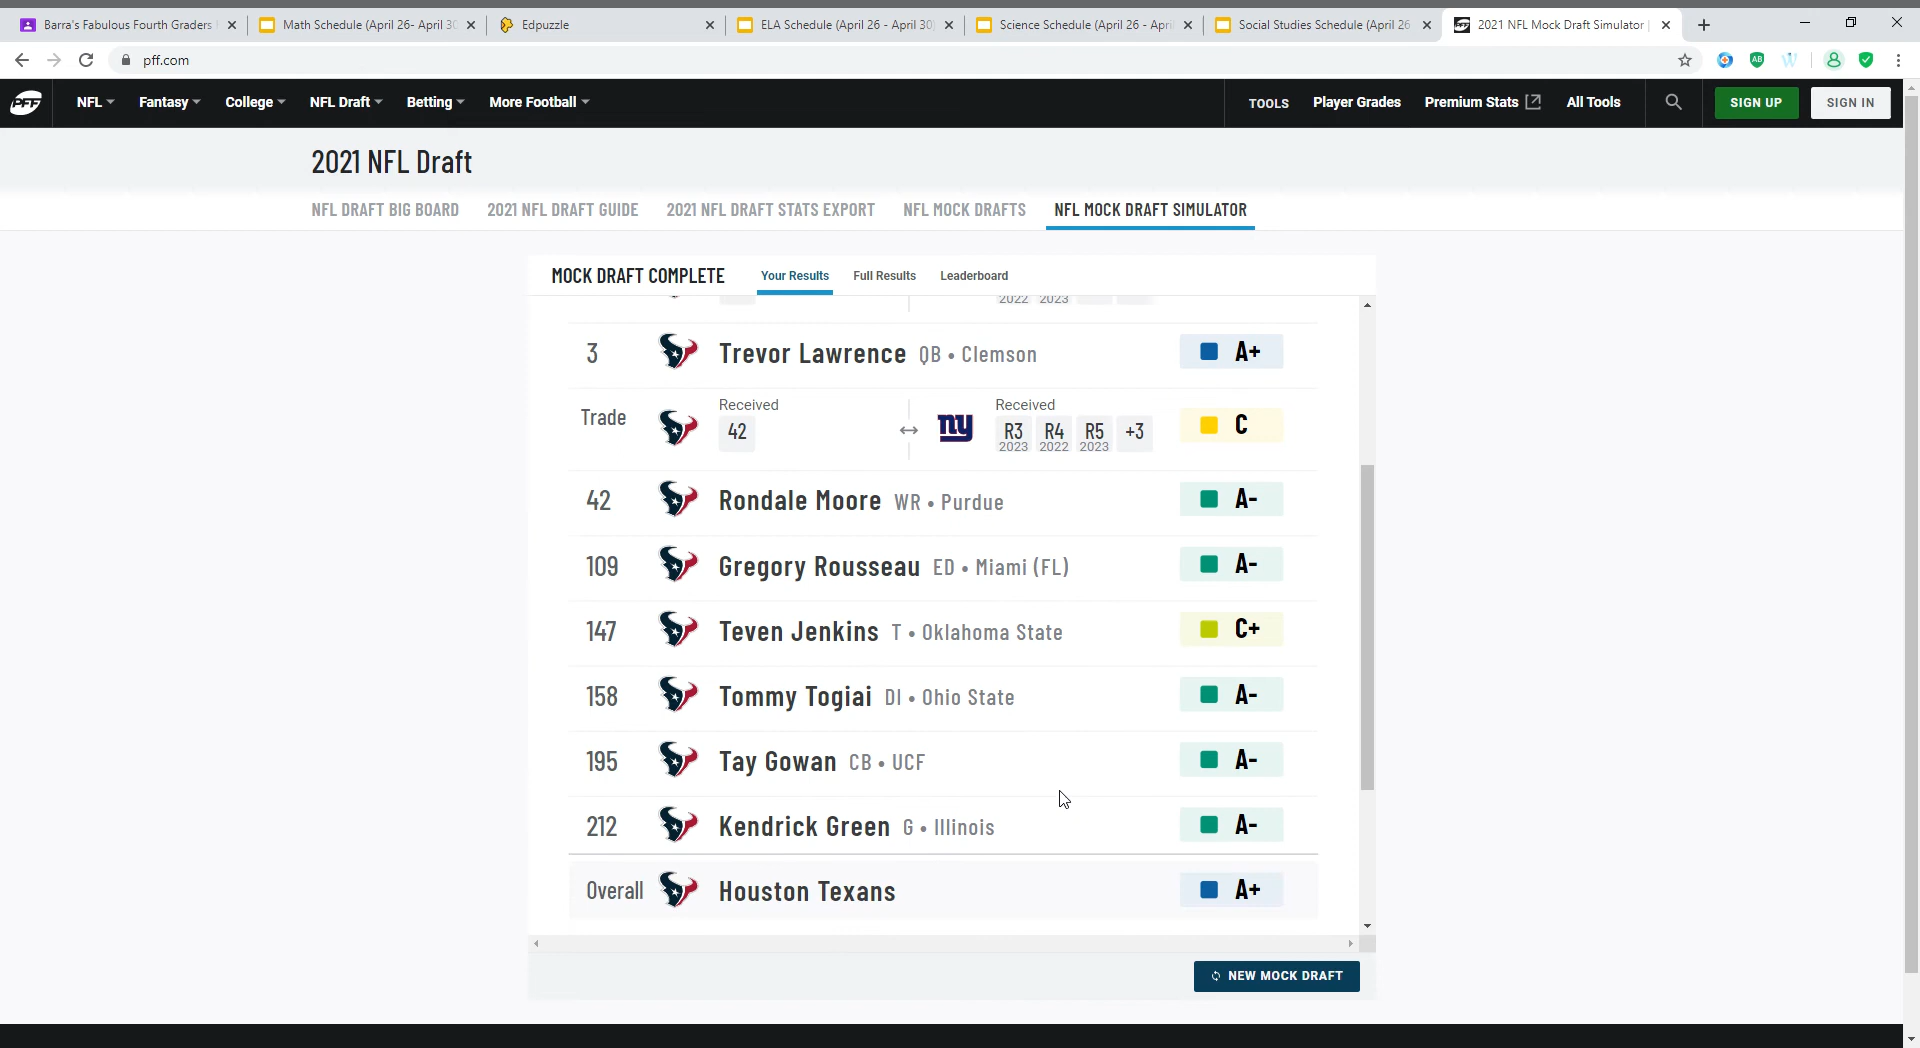 Barra's Fabulous Fourth Graders
Math Schedule (April 26- April 30
Edpuzzle
ELA Schedule (April 26 - April 30)
Science Schedule (April 26 - April
Social Studies Schedule (April 26
2021 NFL Mock Draft Simulator |
pff.com
PFF
NFL
Fantasy
College
NFL Draft
Betting
More Football
TOOLS
Player Grades
Premium Stats
All Tools
SIGN UP
SIGN IN
2021 NFL Draft
NFL DRAFT BIG BOARD
2021 NFL DRAFT GUIDE
2021 NFL DRAFT STATS EXPORT
NFL MOCK DRAFTS
NFL MOCK DRAFT SIMULATOR
MOCK DRAFT COMPLETE
Your Results
Full Results
Leaderboard
2022 2023
3 Trevor Lawrence QB • Clemson A+
Trade
Received
42
ny
Received
R3 R4 R5 +3
2023 2022 2023
C
42 Rondale Moore WR • Purdue A-
109 Gregory Rousseau ED • Miami (FL) A-
147 Teven Jenkins T • Oklahoma State C+
158 Tommy Togiai DI • Ohio State A-
195 Tay Gowan CB • UCF A-
212 Kendrick Green G • Illinois A-
Overall Houston Texans A+
NEW MOCK DRAFT